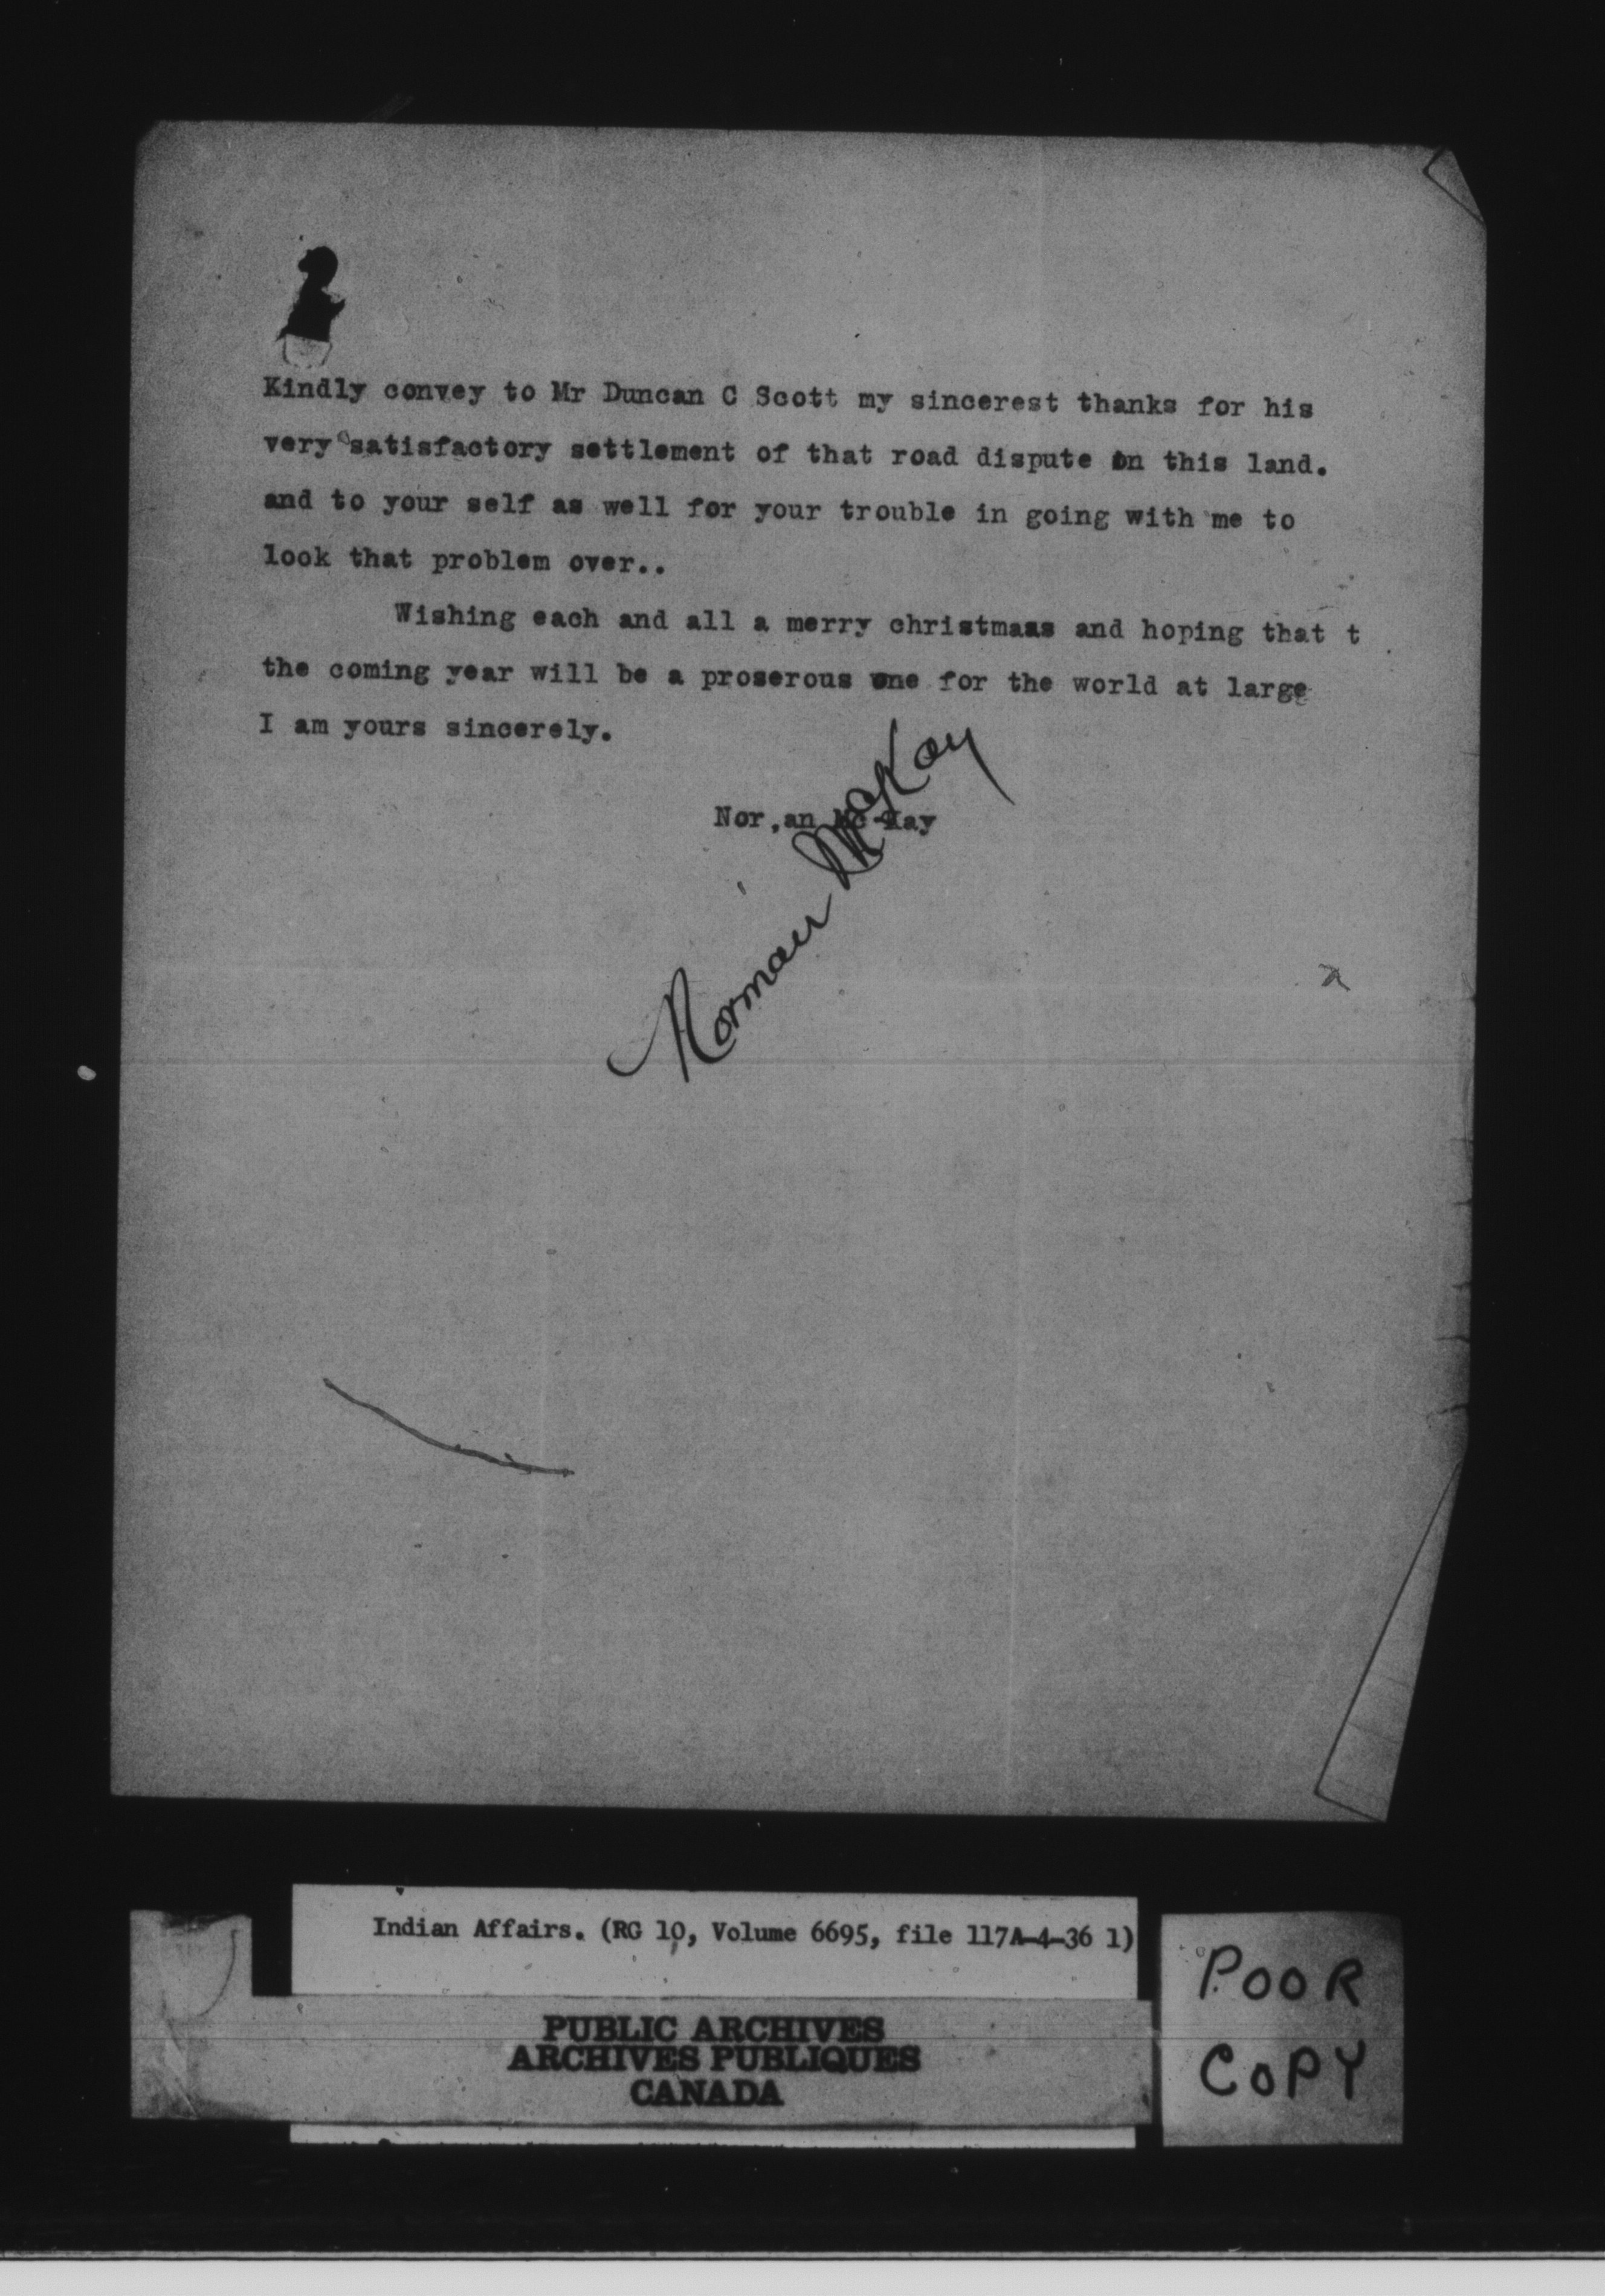 Kindly convey to Mr Duncan C Scott my sincerest thanks for his
very satisfactory settlement of that road dispute on this land.
and to your self as well for your trouble in going with me to
look that problem over..
Wishing each and all a merry christmaas and hoping that t
the coming year will be a proserous one for the world at large
I am yours sincerely.
Nor,an Mc Kay
Norman McKay
Indian Affairs. (RG 10, Volume 6695, file 117A-4-36 1)
PUBLIC ARCHIVES
ARCHIVES PUBLIQUES
CANADA
POOR
COPY